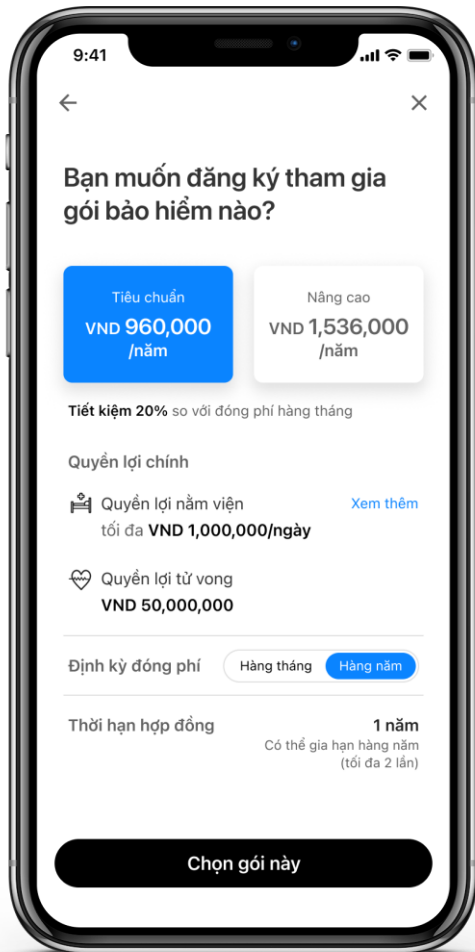 9:41
Bạn muốn đăng ký tham gia
gói bảo hiểm nào?
Tiêu chuẩn
VND 960,000
/năm
Nâng cao
VND 1,536,000
/năm
Tiết kiệm 20% so với đóng phí hàng tháng
Quyền lợi chính
Quyền lợi nằm viện
Xem thêm
tối đa VND 1,000,000/ngày
Quyền lợi tử vong
VND 50,000,000
Định kỳ đóng phí
Hàng tháng
Hàng năm
Thời hạn hợp đồng
1 năm
Có thể gia hạn hàng năm
(tối đa 2 lần)
Chọn gói này